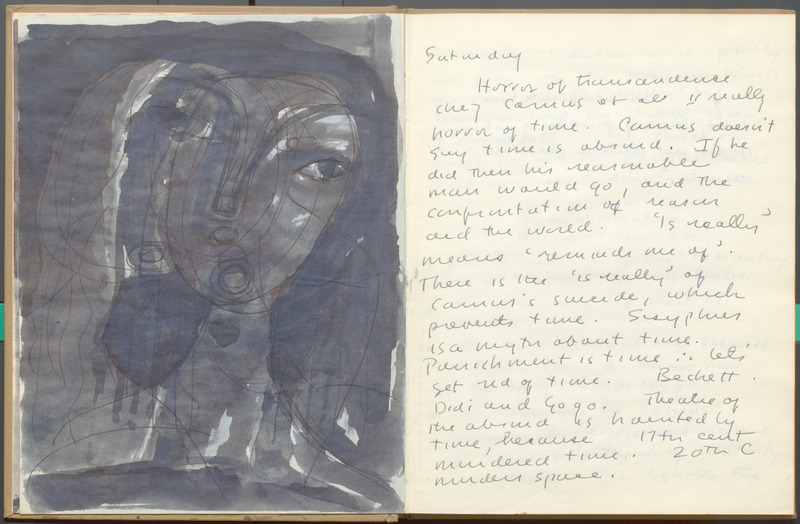 Saturday
Horror of transcendence
chez Camus et al is really
horror of time. Camus doesn't
say time is absurd. If he
did then his reasonable
man would go, and the
confrontation of reason
and the world. 'Is really'
means 'reminds me of'.
There is the 'is really' of
Camus's suicide, which
prevents time. Sisyphus
is a myth about time.
Punishment is time ∴ let's
get rid of time. Beckett.
Didi and Gogo. Theatre of
the absurd is haunted by
time, because 17th cent
murdered time. 20th C
murders space.